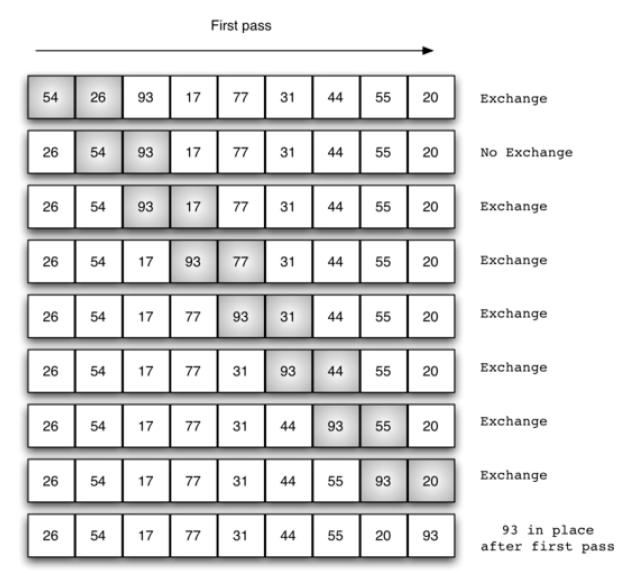 First pass
54 26 93 17 77 31 44 55 20 Exchange
26 54 93 17 77 31 44 55 20 No Exchange
26 54 93 17 77 31 44 55 20 Exchange
26 54 17 93 77 31 44 55 20 Exchange
26 54 17 77 93 31 44 55 20 Exchange
26 54 17 77 31 93 44 55 20 Exchange
26 54 17 77 31 44 93 55 20 Exchange
26 54 17 77 31 44 55 93 20 Exchange
26 54 17 77 31 44 55 20 93 93 in place
after first pass